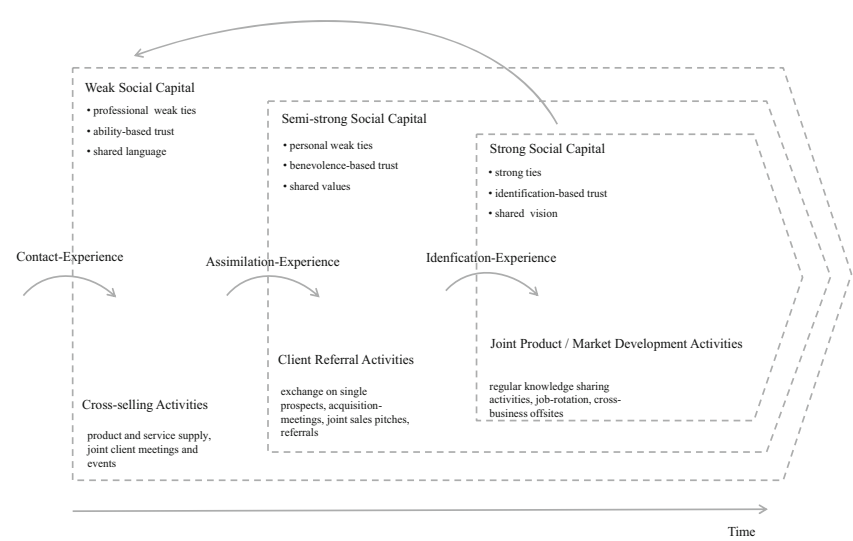 Weak Social Capital
• professional weak ties
• ability-based trust
• shared language
Semi-strong Social Capital
• personal weak ties
• benevolence-based trust
• shared values
Strong Social Capital
• strong ties
• identification-based trust
• shared vision
Contact-Experience
Assimilation-Experience
Idenfication-Experience
Cross-selling Activities
product and service supply,
joint client meetings and
events
Client Referral Activities
exchange on single
prospects, acquisition-
meetings, joint sales pitches,
referrals
Joint Product / Market Development Activities
regular knowledge sharing
activities, job-rotation, cross-
business offsites
Time